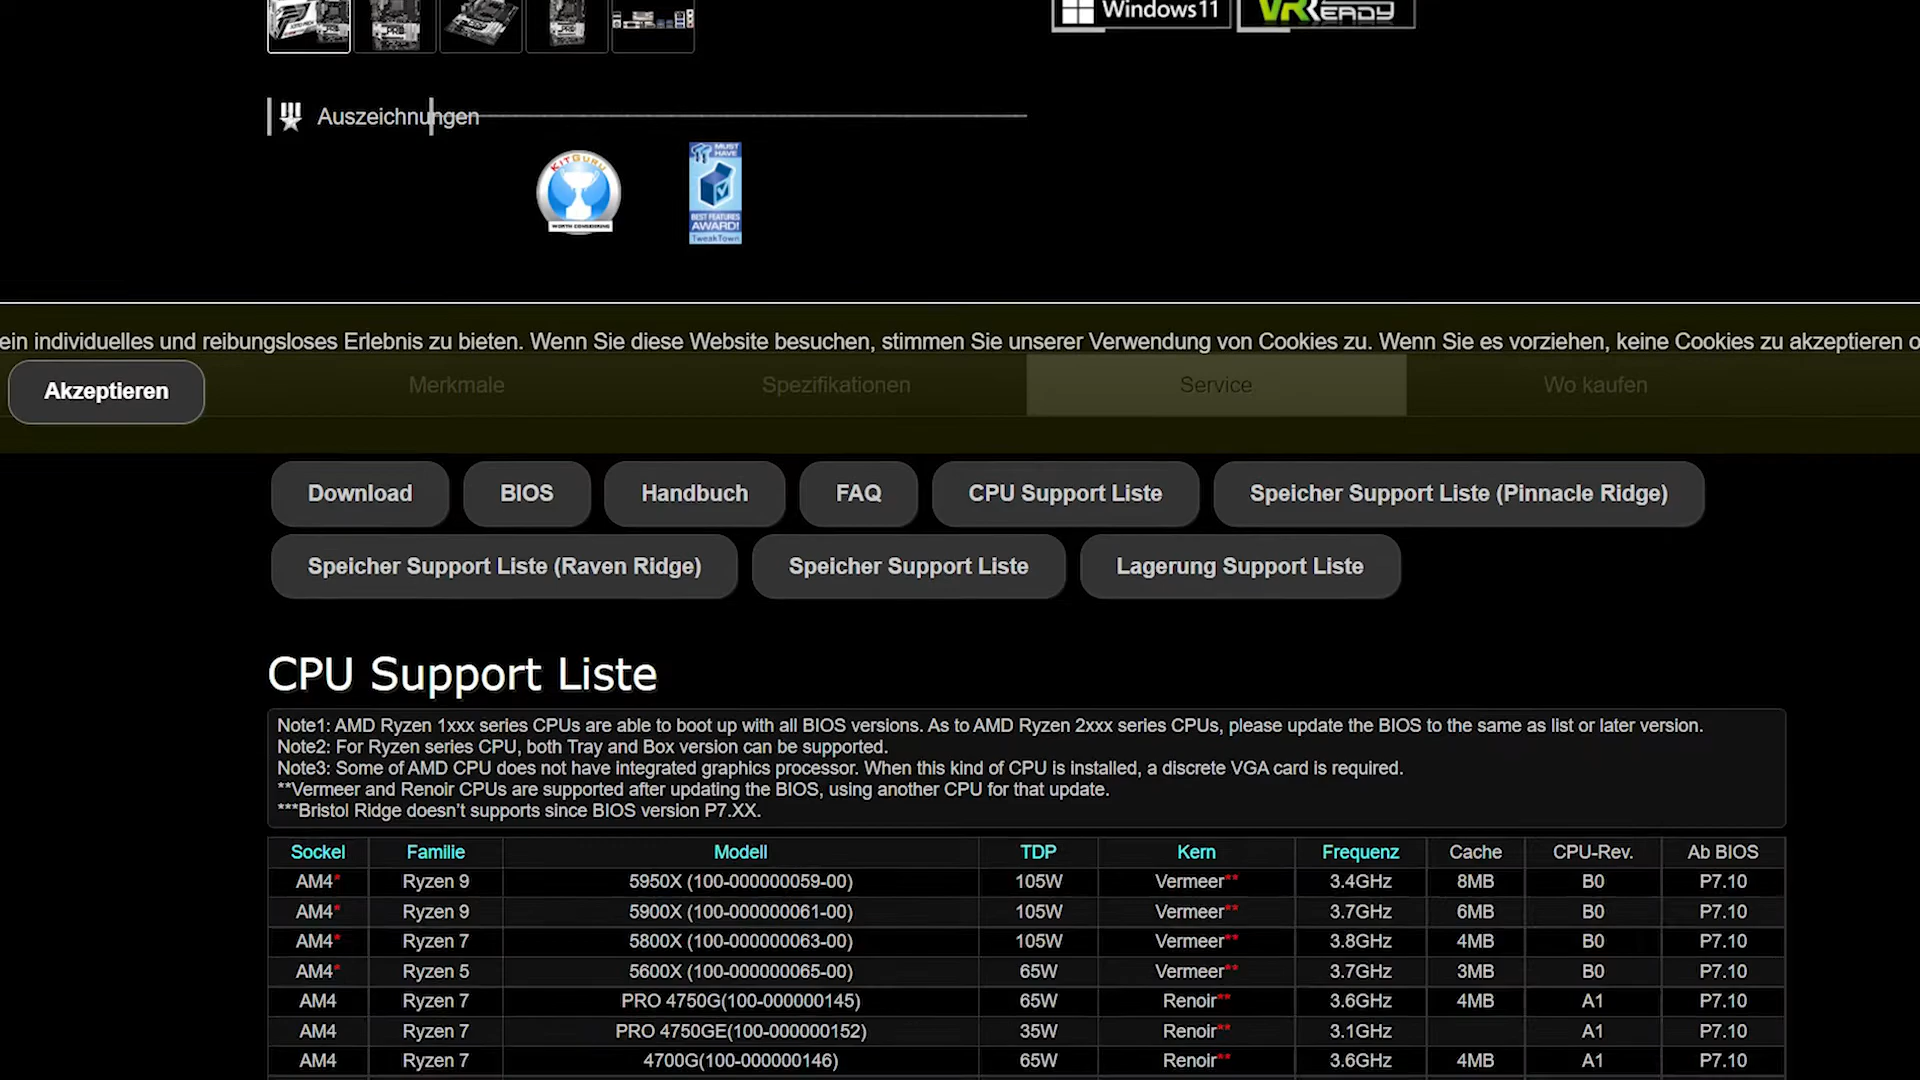 Windows11
VR READY
Auszeichnungen
KITGURU
WORTH CONSIDERING
MUST HAVE
BEST FEATURES
AWARD!
TweakTown
ein individuelles und reibungsloses Erlebnis zu bieten. Wenn Sie diese Website besuchen, stimmen Sie unserer Verwendung von Cookies zu. Wenn Sie es vorziehen, keine Cookies zu akzeptieren o
Akzeptieren
Merkmale Spezifikationen Service Wo kaufen
Download BIOS Handbuch FAQ CPU Support Liste Speicher Support Liste (Pinnacle Ridge)
Speicher Support Liste (Raven Ridge) Speicher Support Liste Lagerung Support Liste
CPU Support Liste
Note1: AMD Ryzen 1xxx series CPUs are able to boot up with all BIOS versions. As to AMD Ryzen 2xxx series CPUs, please update the BIOS to the same as list or later version.
Note2: For Ryzen series CPU, both Tray and Box version can be supported.
Note3: Some of AMD CPU does not have integrated graphics processor. When this kind of CPU is installed, a discrete VGA card is required.
**Vermeer and Renoir CPUs are supported after updating the BIOS, using another CPU for that update.
***Bristol Ridge doesn't supports since BIOS version P7.XX.
Sockel Familie Modell TDP Kern Frequenz Cache CPU-Rev. Ab BIOS
AM4* Ryzen 9 5950X (100-000000059-00) 105W Vermeer** 3.4GHz 8MB B0 P7.10
AM4* Ryzen 9 5900X (100-000000061-00) 105W Vermeer** 3.7GHz 6MB B0 P7.10
AM4* Ryzen 7 5800X (100-000000063-00) 105W Vermeer** 3.8GHz 4MB B0 P7.10
AM4* Ryzen 5 5600X (100-000000065-00) 65W Vermeer** 3.7GHz 3MB B0 P7.10
AM4 Ryzen 7 PRO 4750G(100-000000145) 65W Renoir** 3.6GHz 4MB A1 P7.10
AM4 Ryzen 7 PRO 4750GE(100-000000152) 35W Renoir** 3.1GHz A1 P7.10
AM4 Ryzen 7 4700G(100-000000146) 65W Renoir** 3.6GHz 4MB A1 P7.10